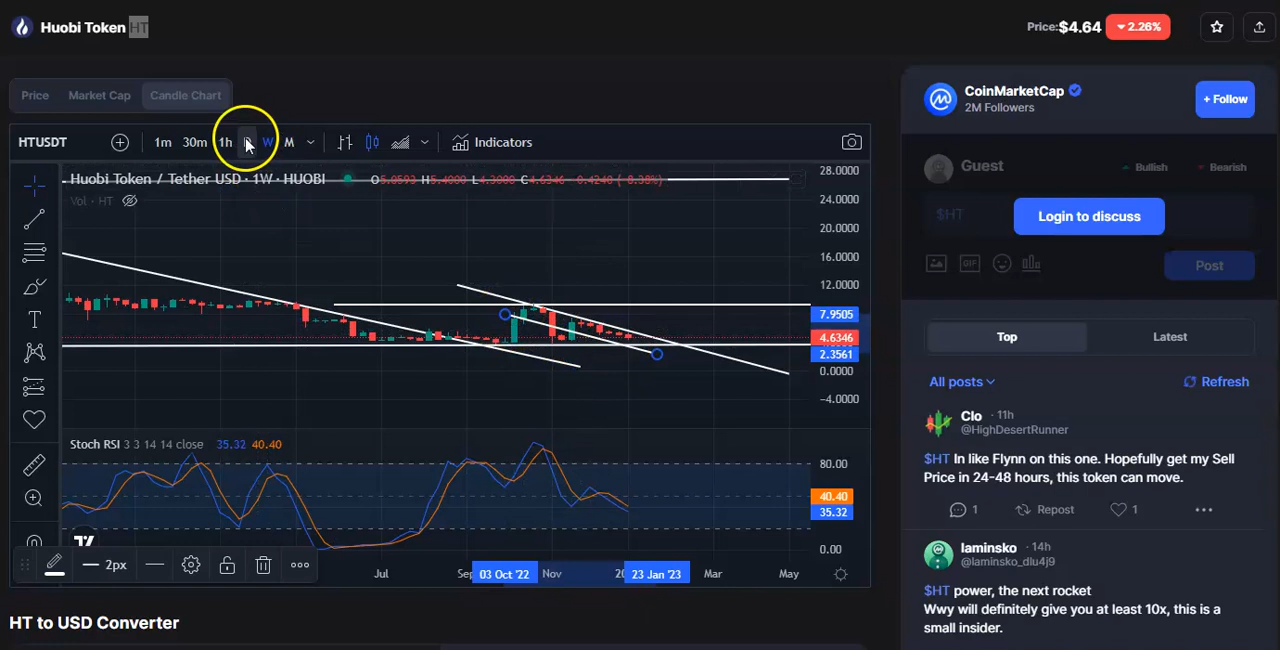 Huobi Token HT
Price:$4.64 2.26%
Price Market Cap Candle Chart
HTUSDT 1m 30m 1h D W M Indicators
Huobi Token / Tether USD · 1W · HUOBI
Vol · HT
28.0000
24.0000
20.0000
16.0000
12.0000
7.9505
4.6346
2.3561
0.0000
−4.0000
Stoch RSI 3 3 14 14 close 35.32 40.40
80.00
40.40
35.32
0.00
2px
Jul
03 Oct '22
Nov
23 Jan '23
Mar
May
HT to USD Converter
CoinMarketCap
2M Followers
+ Follow
Guest
Bullish
Bearish
$HT
Login to discuss
GIF
Post
Top
Latest
All posts
Refresh
Clo · 11h
@HighDesertRunner
$HT In like Flynn on this one. Hopefully get my Sell
Price in 24-48 hours, this token can move.
1 Repost 1
laminsko · 14h
@laminsko_dlu4j9
$HT power, the next rocket
Wwy will definitely give you at least 10x, this is a
small insider.